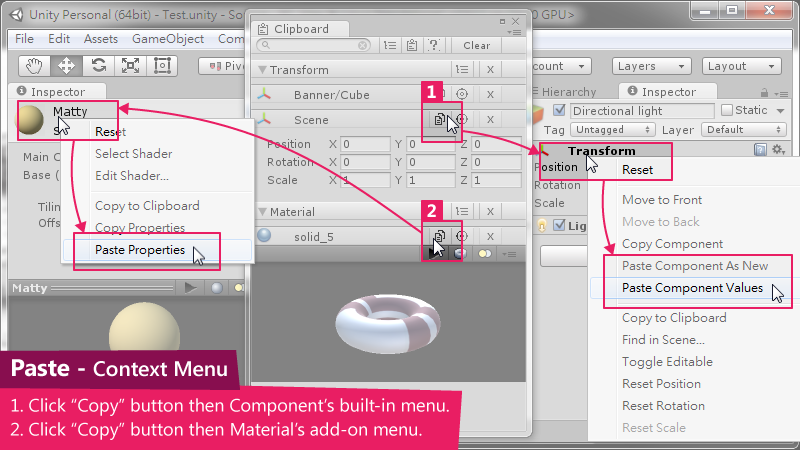 Unity Personal (64bit) - Test.unity - So
0 GPU>
File Edit Assets GameObject Com
Pive
Layers
Layout
Clipboard
Clear
Transform
X
Banner/Cube
X
Scene
Position X 0 Y 0 Z 0
Rotation X 0 Y 0 Z 0
Scale X 1 Y 1 Z 1
Material
X
solid_5
1
2
Inspector
Matty
S
Main C
Base (
Tilin
Offs
Reset
Select Shader
Edit Shader...
Copy to Clipboard
Copy Properties
Paste Properties
Matty
Hierarchy
Inspector
Directional light
Static
Tag Untagged Layer Default
Transform
Position
Rotation
Scale
Lig
Reset
Move to Front
Move to Back
Copy Component
Paste Component As New
Paste Component Values
Copy to Clipboard
Find in Scene...
Toggle Editable
Reset Position
Reset Rotation
Reset Scale
Paste - Context Menu
1. Click “Copy” button then Component’s built-in menu.
2. Click “Copy” button then Material’s add-on menu.